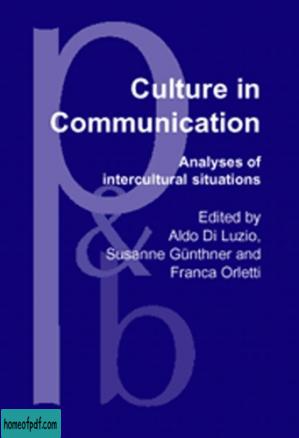 Culture in
Communication
Analyses of
intercultural situations
Edited by
Aldo Di Luzio,
Susanne Günthner and
Franca Orletti
p
&
b
homeofpdf.com